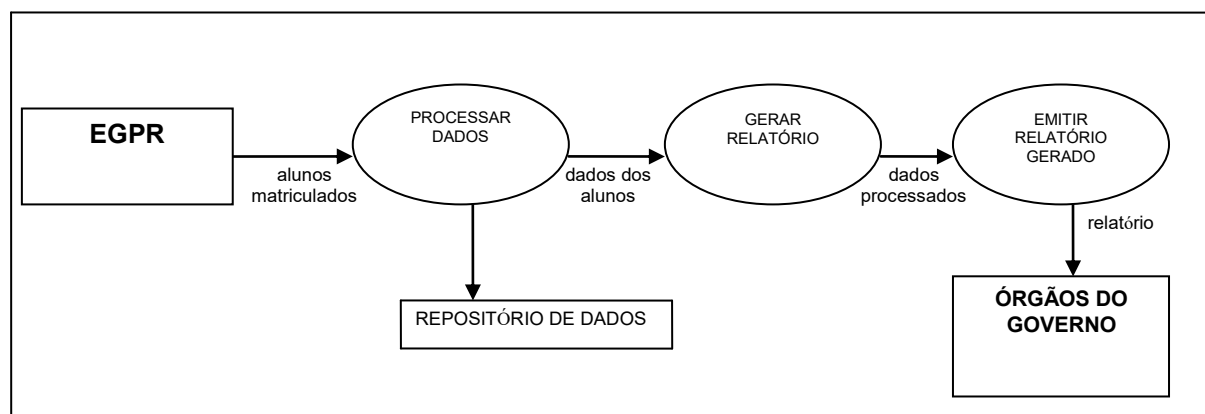 EGPR
alunos
matriculados
PROCESSAR
DADOS
dados dos
alunos
GERAR
RELATÓRIO
dados
processados
EMITIR
RELATÓRIO
GERADO
relatório
REPOSITÓRIO DE DADOS
ÓRGÃOS DO
GOVERNO